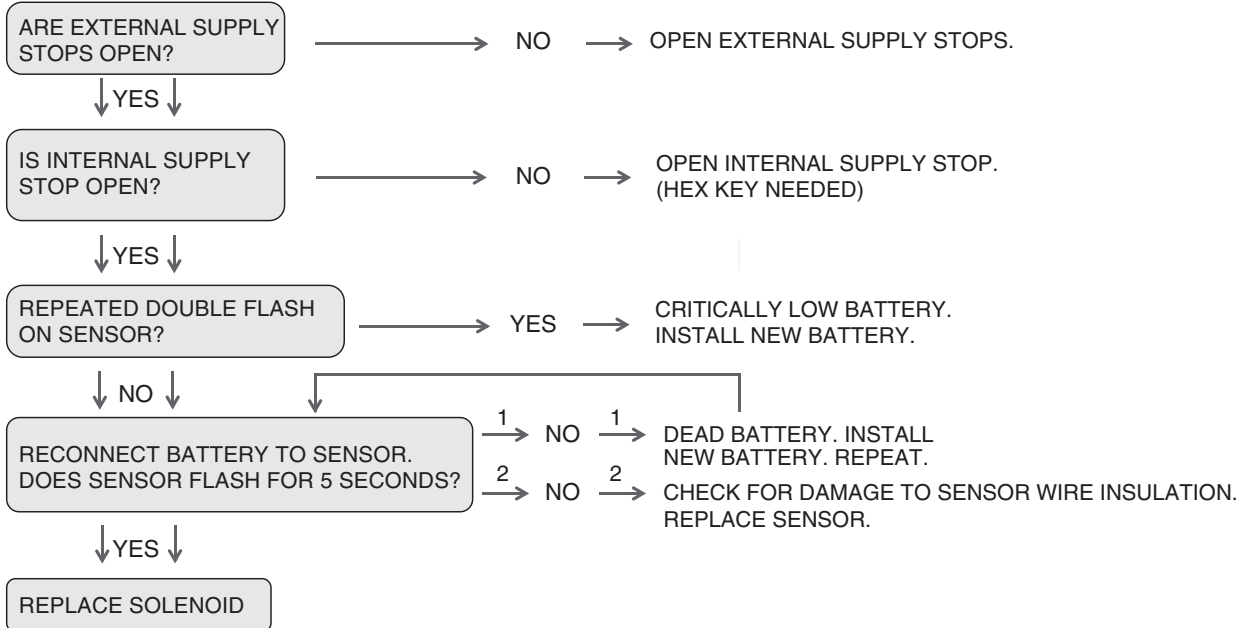 ARE EXTERNAL SUPPLY
STOPS OPEN?
NO
OPEN EXTERNAL SUPPLY STOPS.
YES
IS INTERNAL SUPPLY
STOP OPEN?
NO
OPEN INTERNAL SUPPLY STOP.
(HEX KEY NEEDED)
YES
REPEATED DOUBLE FLASH
ON SENSOR?
YES
CRITICALLY LOW BATTERY.
INSTALL NEW BATTERY.
NO
RECONNECT BATTERY TO SENSOR.
DOES SENSOR FLASH FOR 5 SECONDS?
1 NO 1
DEAD BATTERY. INSTALL
NEW BATTERY. REPEAT.
2 NO 2
CHECK FOR DAMAGE TO SENSOR WIRE INSULATION.
REPLACE SENSOR.
YES
REPLACE SOLENOID